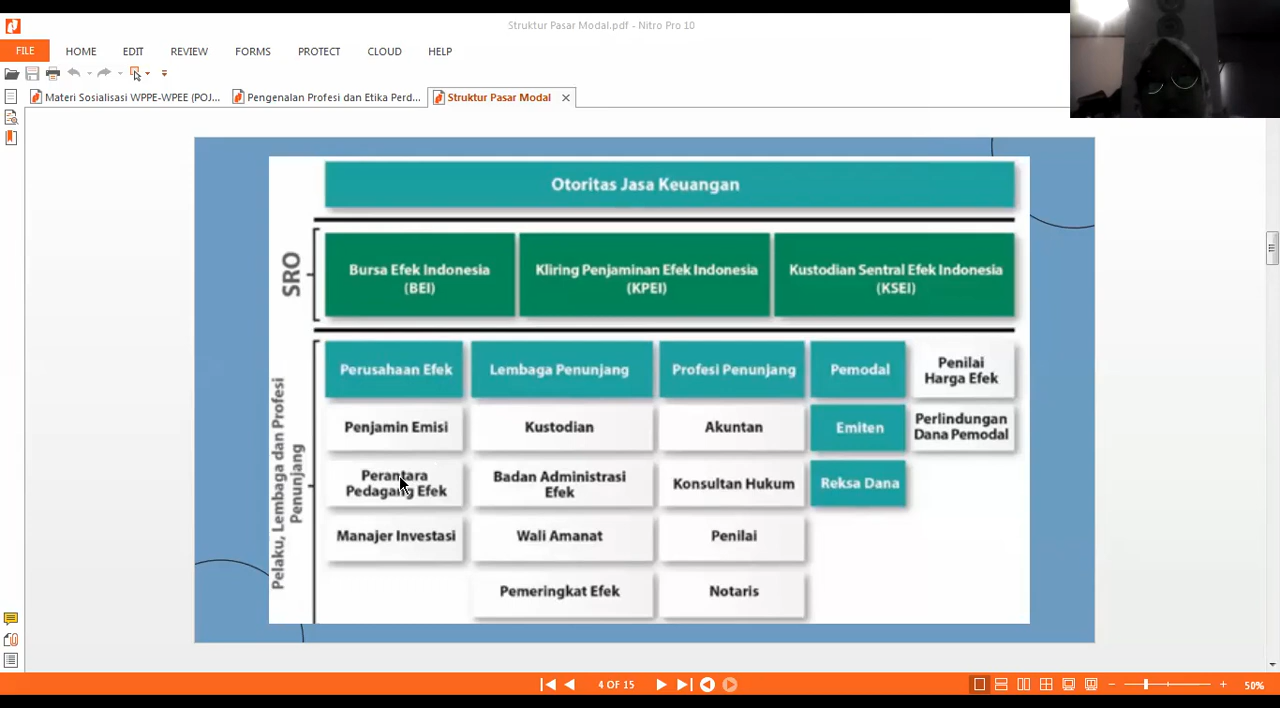 Struktur Pasar Modal.pdf - Nitro Pro 10
FILE HOME EDIT REVIEW FORMS PROTECT CLOUD HELP
Materi Sosialisasi WPPE-WPEE (POJ... Pengenalan Profesi dan Etika Perd... Struktur Pasar Modal
Otoritas Jasa Keuangan
SRO
Bursa Efek Indonesia
(BEI)
Kliring Penjaminan Efek Indonesia
(KPEI)
Kustodian Sentral Efek Indonesia
(KSEI)
Pelaku, Lembaga dan Profesi
Penunjang
Perusahaan Efek
Penjamin Emisi
Perantara
Pedagang Efek
Manajer Investasi
Lembaga Penunjang
Kustodian
Badan Administrasi
Efek
Wali Amanat
Pemeringkat Efek
Profesi Penunjang
Akuntan
Konsultan Hukum
Penilai
Notaris
Pemodal
Emiten
Reksa Dana
Penilai
Harga Efek
Perlindungan
Dana Pemodal
4 OF 15
50%